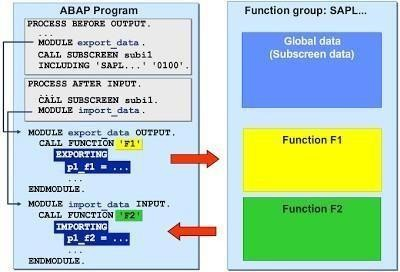 ABAP Program
PROCESS BEFORE OUTPUT.
...
MODULE export_data.
CALL SUBSCREEN subi1
INCLUDING 'SAPL...' '0100'.
PROCESS AFTER INPUT.
...
CALL SUBSCREEN subi1.
MODULE import_data.
MODULE export_data OUTPUT.
CALL FUNCTION 'F1'
EXPORTING
p1_f1 = ...
...
ENDMODULE.
MODULE import_data INPUT.
CALL FUNCTION 'F2'
IMPORTING
p1_f2 = ...
...
ENDMODULE.
Function group: SAPL...
Global data
(Subscreen data)
Function F1
Function F2